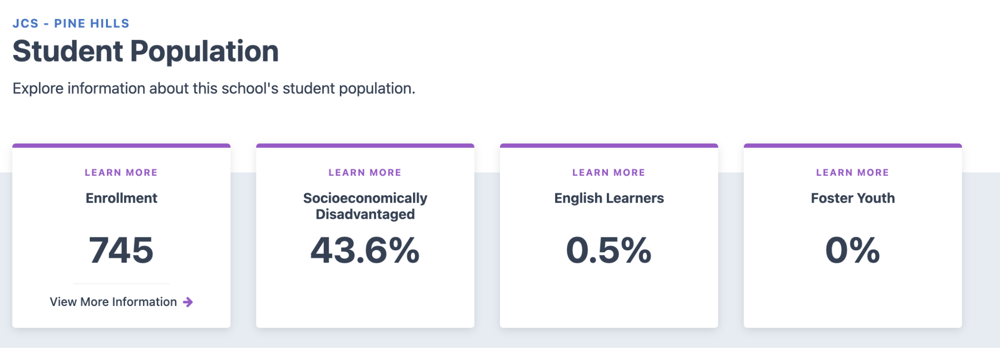 JCS - PINE HILLS
Student Population
Explore information about this school's student population.
LEARN MORE
Enrollment
745
View More Information
LEARN MORE
Socioeconomically
Disadvantaged
43.6%
LEARN MORE
English Learners
0.5%
LEARN MORE
Foster Youth
0%